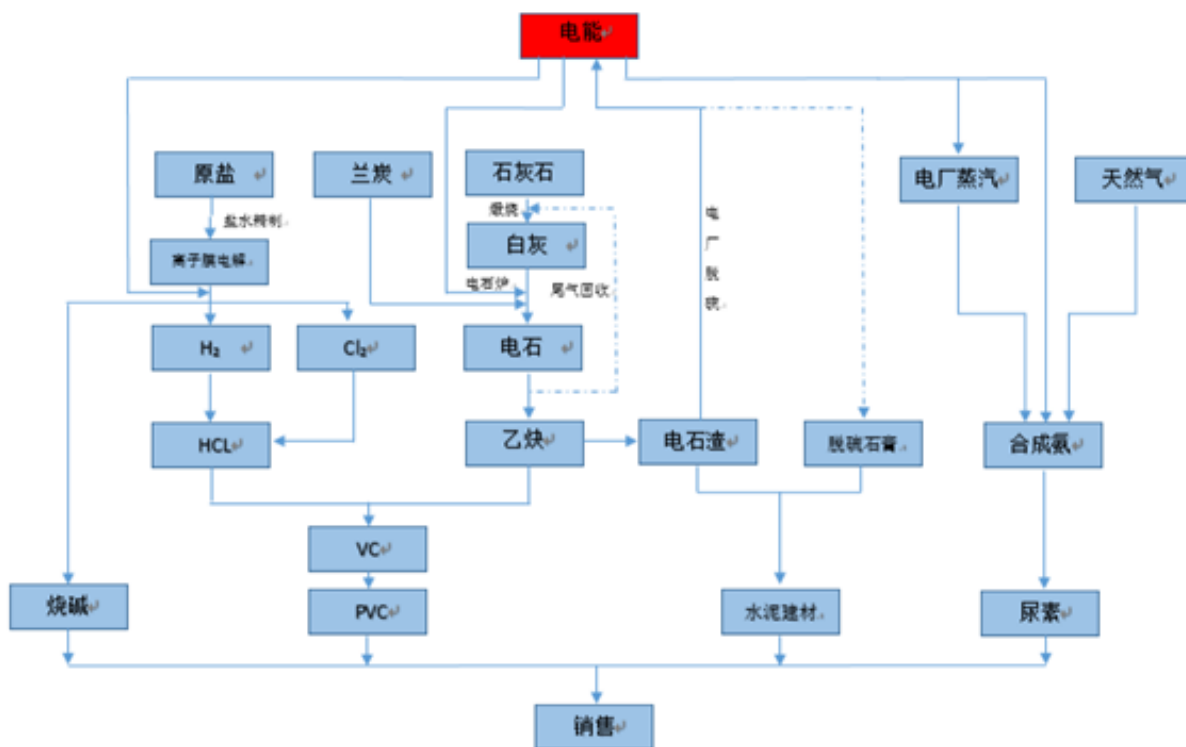 电能
原盐
兰炭
石灰石
电厂蒸汽
天然气
盐水精制
煅烧
白灰
离子膜电解
电石炉
尾气回收
电厂脱硫
H₂
Cl₂
电石
HCL
乙炔
电石渣
脱硫石膏
合成氨
VC
烧碱
PVC
水泥建材
尿素
销售